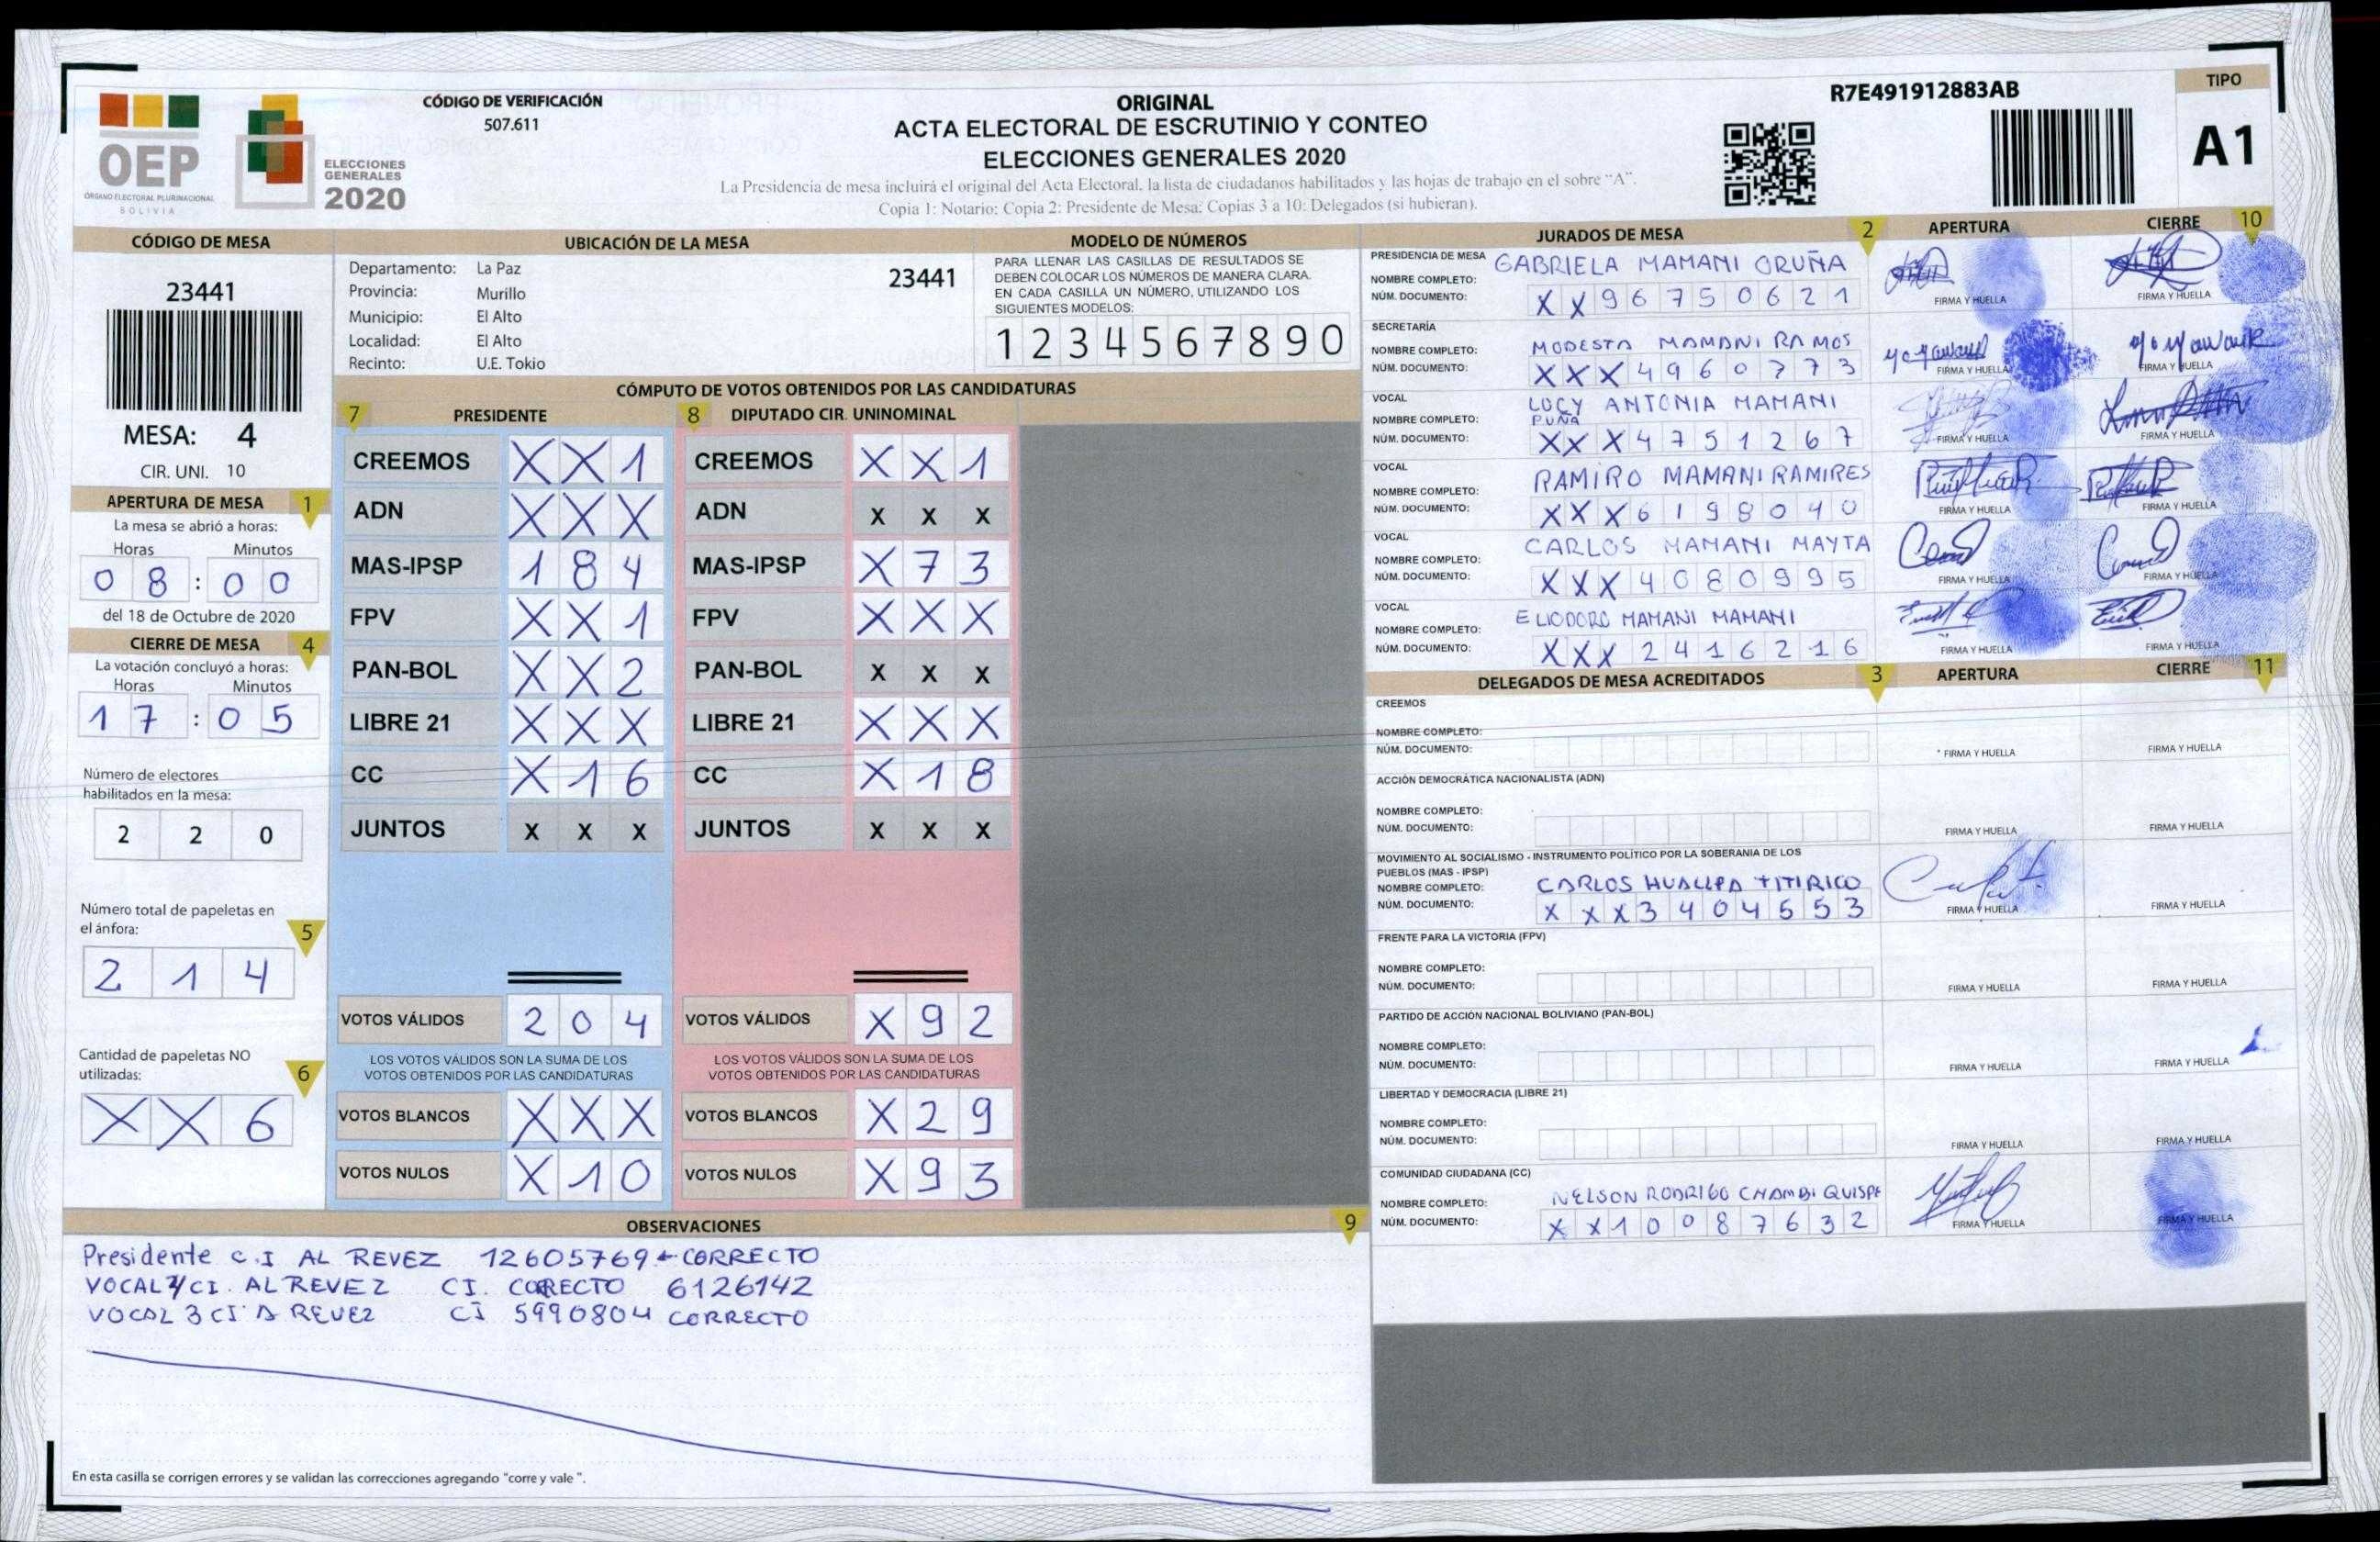 OEP
ÓRGANO ELECTORAL PLURINACIONAL
BOLIVIA
ELECCIONES
GENERALES
2020
CÓDIGO DE VERIFICACIÓN
507.611
ORIGINAL
ACTA ELECTORAL DE ESCRUTINIO Y CONTEO
ELECCIONES GENERALES 2020
La Presidencia de mesa incluirá el original del Acta Electoral, la lista de ciudadanos habilitados y las hojas de trabajo en el sobre "A".
Copia 1: Notario; Copia 2: Presidente de Mesa; Copias 3 a 10: Delegados (si hubieran).
R7E491912883AB
TIPO
A1
CÓDIGO DE MESA
23441
MESA: 4
CIR. UNI. 10
APERTURA DE MESA 1
La mesa se abrió a horas:
Horas Minutos
0 8 : 0 0
del 18 de Octubre de 2020
CIERRE DE MESA 4
La votación concluyó a horas:
Horas Minutos
1 7 : 0 5
Número de electores
habilitados en la mesa:
2 2 0
Número total de papeletas en
el ánfora: 5
2 1 4
Cantidad de papeletas NO
utilizadas: 6
X X 6
UBICACIÓN DE LA MESA
Departamento: La Paz 23441
Provincia: Murillo
Municipio: El Alto
Localidad: El Alto
Recinto: U.E. Tokio
MODELO DE NÚMEROS
PARA LLENAR LAS CASILLAS DE RESULTADOS SE
DEBEN COLOCAR LOS NÚMEROS DE MANERA CLARA.
EN CADA CASILLA UN NÚMERO, UTILIZANDO LOS
SIGUIENTES MODELOS:
1 2 3 4 5 6 7 8 9 0
CÓMPUTO DE VOTOS OBTENIDOS POR LAS CANDIDATURAS
7 PRESIDENTE
CREEMOS X X 1
ADN X X X
MAS-IPSP 1 8 4
FPV X X 1
PAN-BOL X X 2
LIBRE 21 X X X
CC X 1 6
JUNTOS X X X
VOTOS VÁLIDOS 2 0 4
LOS VOTOS VÁLIDOS SON LA SUMA DE LOS
VOTOS OBTENIDOS POR LAS CANDIDATURAS
VOTOS BLANCOS X X X
VOTOS NULOS X 1 0
8 DIPUTADO CIR. UNINOMINAL
CREEMOS X X 1
ADN X X X
MAS-IPSP X 7 3
FPV X X X
PAN-BOL X X X
LIBRE 21 X X X
CC X 1 8
JUNTOS X X X
VOTOS VÁLIDOS X 9 2
LOS VOTOS VÁLIDOS SON LA SUMA DE LOS
VOTOS OBTENIDOS POR LAS CANDIDATURAS
VOTOS BLANCOS X 2 9
VOTOS NULOS X 9 3
JURADOS DE MESA 2 APERTURA CIERRE 10
PRESIDENCIA DE MESA
NOMBRE COMPLETO: GABRIELA MAMANI ORUÑA
NÚM. DOCUMENTO: X X 9 6 7 5 0 6 2 1 FIRMA Y HUELLA FIRMA Y HUELLA
SECRETARÍA
NOMBRE COMPLETO: MODESTA MAMANI RAMOS
NÚM. DOCUMENTO: X X X 4 9 6 0 7 7 3 FIRMA Y HUELLA FIRMA Y HUELLA
VOCAL
NOMBRE COMPLETO: LUCY ANTONIA MAMANI
PUÑA
NÚM. DOCUMENTO: X X X 4 7 5 1 2 6 7 FIRMA Y HUELLA FIRMA Y HUELLA
VOCAL
NOMBRE COMPLETO: RAMIRO MAMANI RAMIRES
NÚM. DOCUMENTO: X X X 6 1 9 8 0 4 0 FIRMA Y HUELLA FIRMA Y HUELLA
VOCAL
NOMBRE COMPLETO: CARLOS MAMANI MAYTA
NÚM. DOCUMENTO: X X X 4 0 8 0 9 9 5 FIRMA Y HUELLA FIRMA Y HUELLA
VOCAL
NOMBRE COMPLETO: ELIODORO MAMANI MAMANI
NÚM. DOCUMENTO: X X X 2 4 1 6 2 1 6 FIRMA Y HUELLA FIRMA Y HUELLA
DELEGADOS DE MESA ACREDITADOS 3 APERTURA CIERRE 11
CREEMOS
NOMBRE COMPLETO:
NÚM. DOCUMENTO: FIRMA Y HUELLA FIRMA Y HUELLA
ACCIÓN DEMOCRÁTICA NACIONALISTA (ADN)
NOMBRE COMPLETO:
NÚM. DOCUMENTO: FIRMA Y HUELLA FIRMA Y HUELLA
MOVIMIENTO AL SOCIALISMO - INSTRUMENTO POLÍTICO POR LA SOBERANIA DE LOS
PUEBLOS (MAS - IPSP)
NOMBRE COMPLETO: CARLOS HUALLPA TITIRICO
NÚM. DOCUMENTO: X X X 3 4 0 4 5 5 3 FIRMA Y HUELLA FIRMA Y HUELLA
FRENTE PARA LA VICTORIA (FPV)
NOMBRE COMPLETO:
NÚM. DOCUMENTO: FIRMA Y HUELLA FIRMA Y HUELLA
PARTIDO DE ACCIÓN NACIONAL BOLIVIANO (PAN-BOL)
NOMBRE COMPLETO:
NÚM. DOCUMENTO: FIRMA Y HUELLA FIRMA Y HUELLA
LIBERTAD Y DEMOCRACIA (LIBRE 21)
NOMBRE COMPLETO:
NÚM. DOCUMENTO: FIRMA Y HUELLA FIRMA Y HUELLA
COMUNIDAD CIUDADANA (CC)
NOMBRE COMPLETO: NELSON RODRIGO CHAMBI QUISPE
NÚM. DOCUMENTO: X X 1 0 0 8 7 6 3 2 FIRMA Y HUELLA FIRMA Y HUELLA
OBSERVACIONES 9
Presidente C.I AL REVEZ 12605769 ← CORRECTO
VOCAL CI. AL REVEZ CI. CORRECTO 6126142
VOCAL 3 CI A REVEZ CI 5990804 CORRECTO
En esta casilla se corrigen errores y se validan las correcciones agregando "corre y vale".